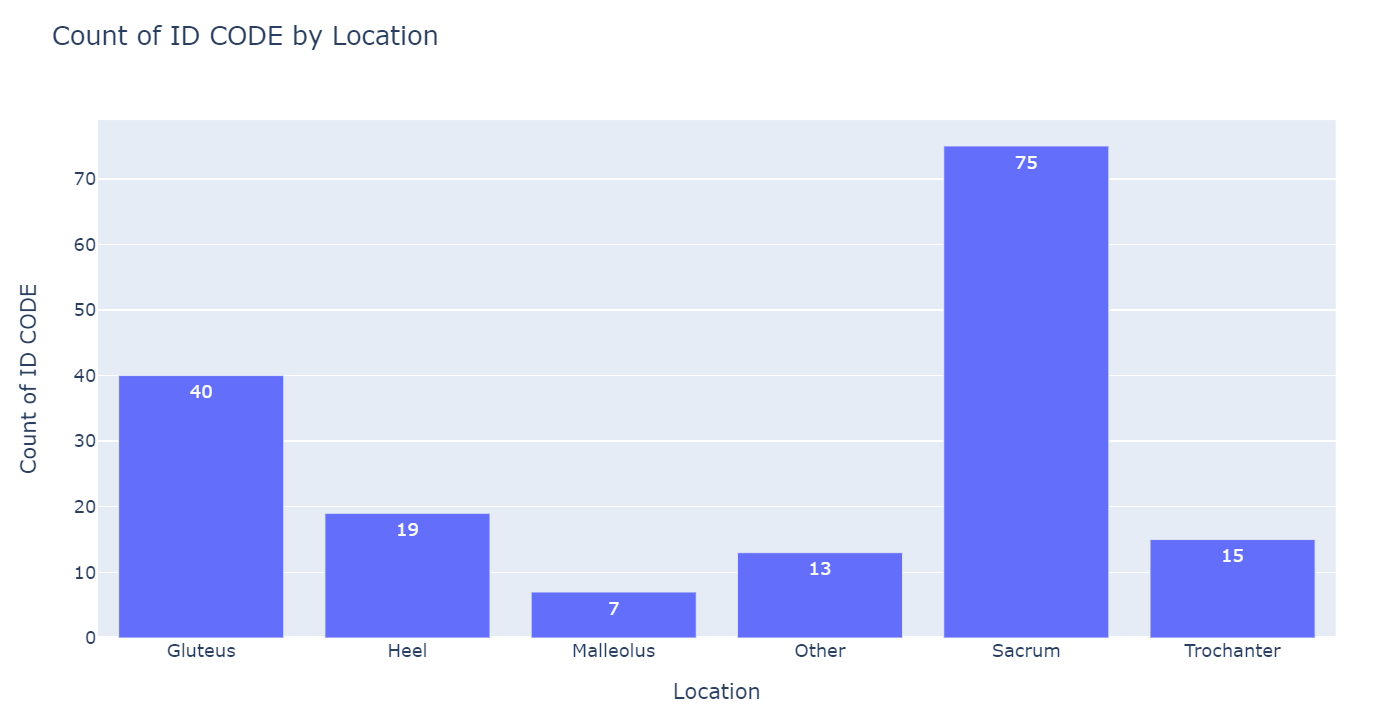 Count of ID CODE by Location
Count of ID CODE
70
60
50
40
30
20
10
0
40
19
7
13
75
15
Gluteus
Heel
Malleolus
Other
Sacrum
Trochanter
Location